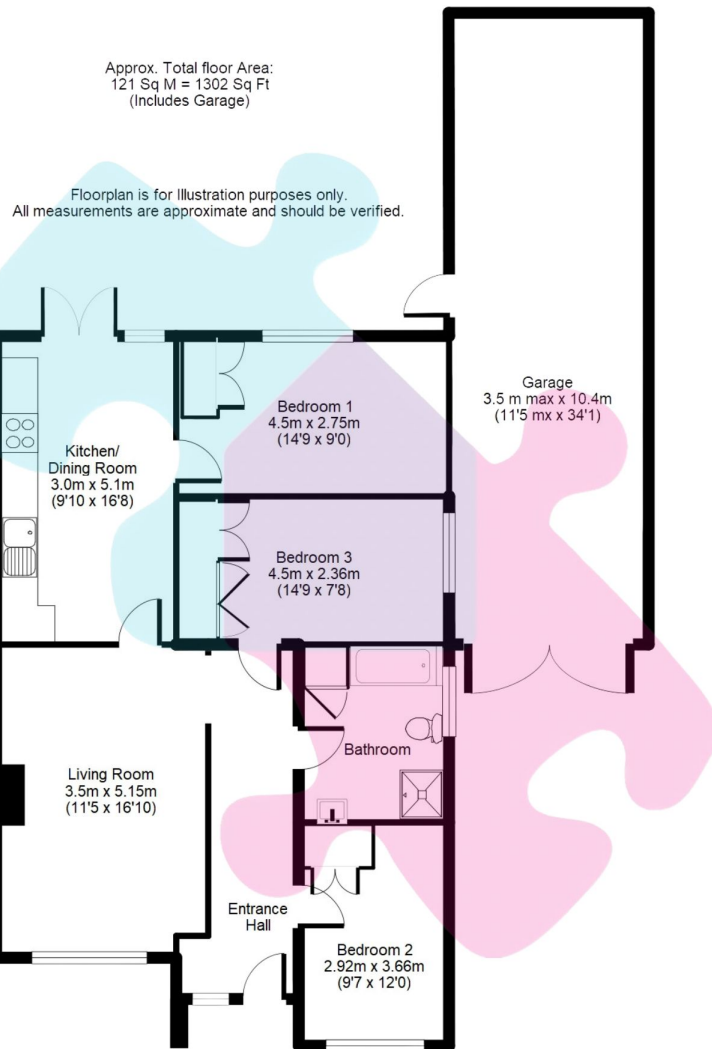 Approx. Total floor Area:
121 Sq M = 1302 Sq Ft
(Includes Garage)
Floorplan is for Illustration purposes only.
All measurements are approximate and should be verified.
Garage
3.5 m max x 10.4m
(11'5 mx x 34'1)
Bedroom 1
4.5m x 2.75m
(14'9 x 9'0)
Kitchen/
Dining Room
3.0m x 5.1m
(9'10 x 16'8)
Bedroom 3
4.5m x 2.36m
(14'9 x 7'8)
Bathroom
Living Room
3.5m x 5.15m
(11'5 x 16'10)
Entrance
Hall
Bedroom 2
2.92m x 3.66m
(9'7 x 12'0)